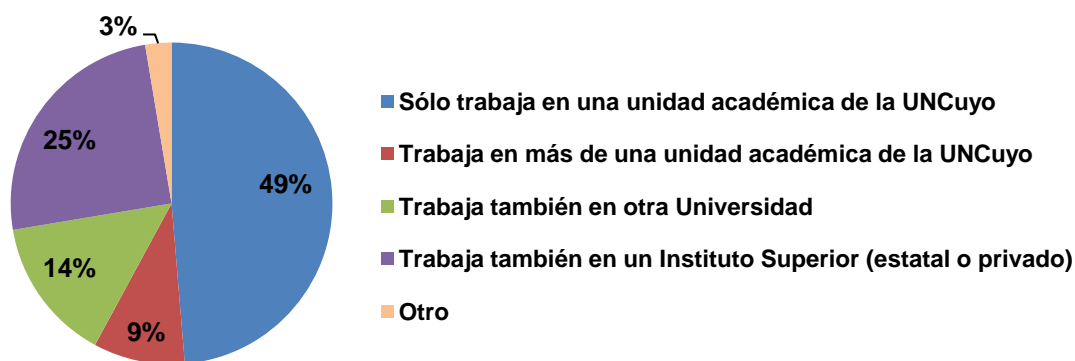 3%
25%
49%
14%
9%
Sólo trabaja en una unidad académica de la UNCuyo
Trabaja en más de una unidad académica de la UNCuyo
Trabaja también en otra Universidad
Trabaja también en un Instituto Superior (estatal o privado)
Otro